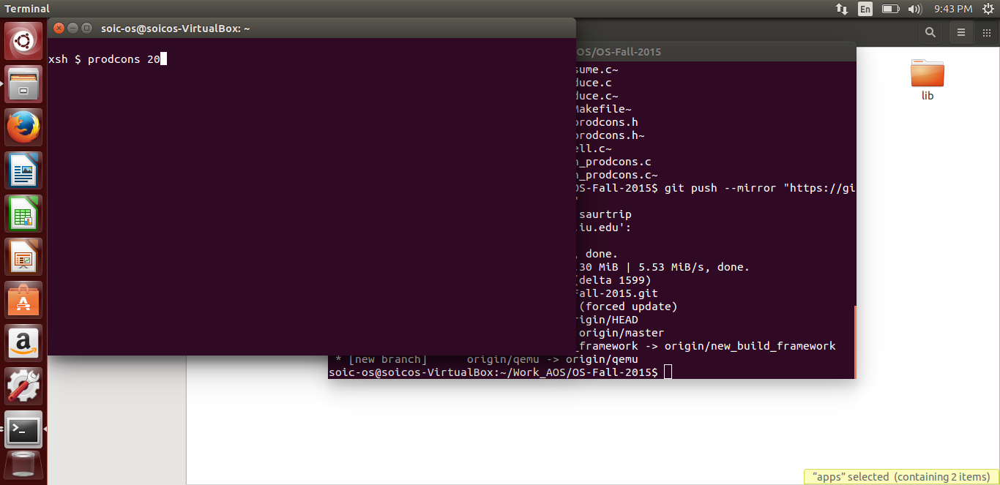 Terminal
En
9:43 PM
soic-os@soicos-VirtualBox: ~
xsh $ prodcons 20
OS/OS-Fall-2015
sume.c~
duce.c
duce.c~
Makefile~
prodcons.h
prodcons.h~
ell.c~
h_prodcons.c
h_prodcons.c~
OS-Fall-2015$ git push --mirror "https://gi
"
saurtrip
.iu.edu':
, done.
.30 MiB | 5.53 MiB/s, done.
(delta 1599)
Fall-2015.git
(forced update)
rigin/HEAD
origin/master
_framework -> origin/new_build_framework
* [new branch]      origin/qemu -> origin/qemu
soic-os@soicos-VirtualBox:~/Work_AOS/OS-Fall-2015$
lib
a
"apps" selected (containing 2 items)